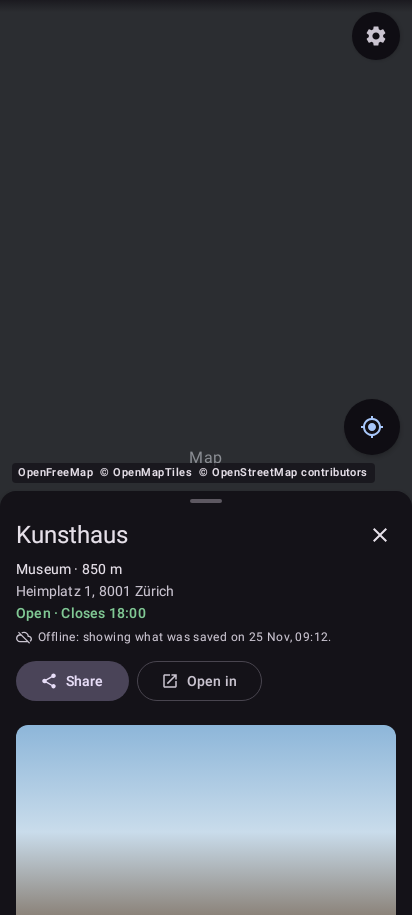 Map
OpenFreeMap © OpenMapTiles © OpenStreetMap contributors
Kunsthaus
Museum · 850 m
Heimplatz 1, 8001 Zürich
Open · Closes 18:00
Offline: showing what was saved on 25 Nov, 09:12.
Share
Open in